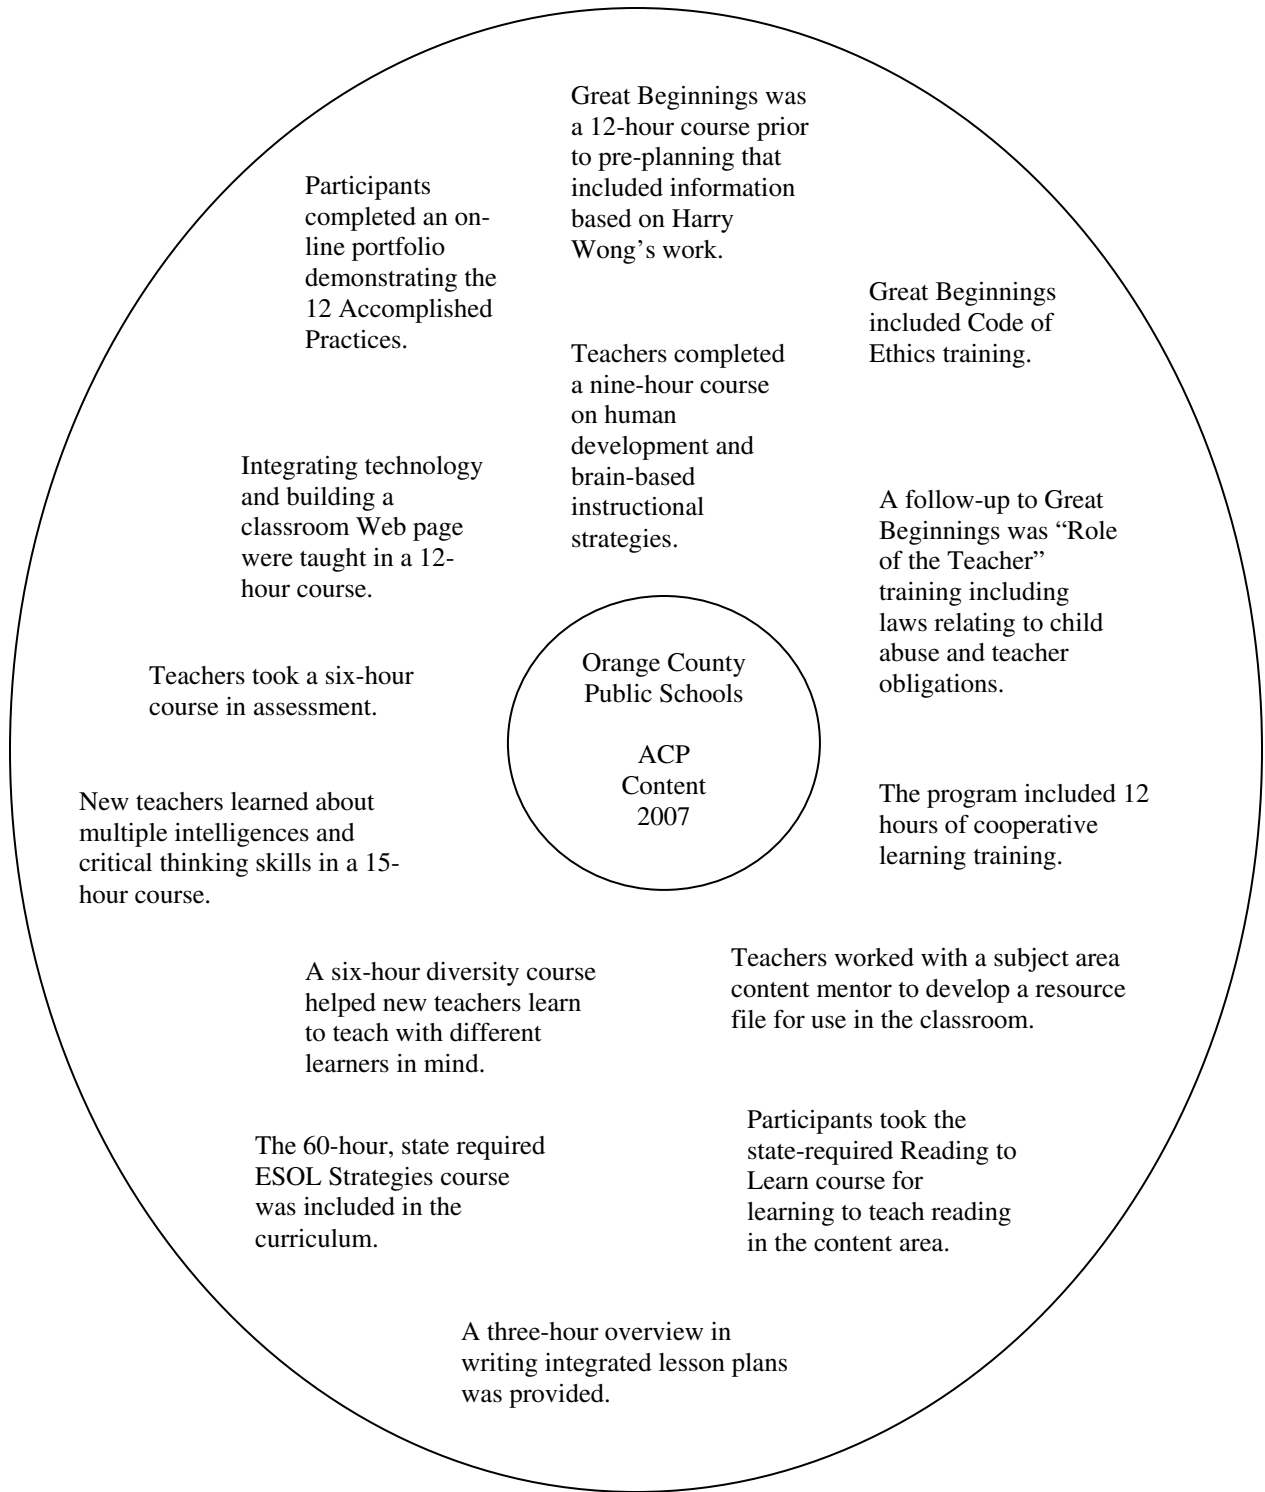 Great Beginnings was
a 12-hour course prior
to pre-planning that
included information
based on Harry
Wong’s work.
Participants
completed an on-
line portfolio
demonstrating the
12 Accomplished
Practices.
Great Beginnings
included Code of
Ethics training.
Teachers completed
a nine-hour course
on human
development and
brain-based
instructional
strategies.
Integrating technology
and building a
classroom Web page
were taught in a 12-
hour course.
A follow-up to Great
Beginnings was “Role
of the Teacher”
training including
laws relating to child
abuse and teacher
obligations.
Teachers took a six-hour
course in assessment.
Orange County
Public Schools
ACP
Content
2007
New teachers learned about
multiple intelligences and
critical thinking skills in a 15-
hour course.
The program included 12
hours of cooperative
learning training.
A six-hour diversity course
helped new teachers learn
to teach with different
learners in mind.
Teachers worked with a subject area
content mentor to develop a resource
file for use in the classroom.
The 60-hour, state required
ESOL Strategies course
was included in the
curriculum.
Participants took the
state-required Reading to
Learn course for
learning to teach reading
in the content area.
A three-hour overview in
writing integrated lesson plans
was provided.